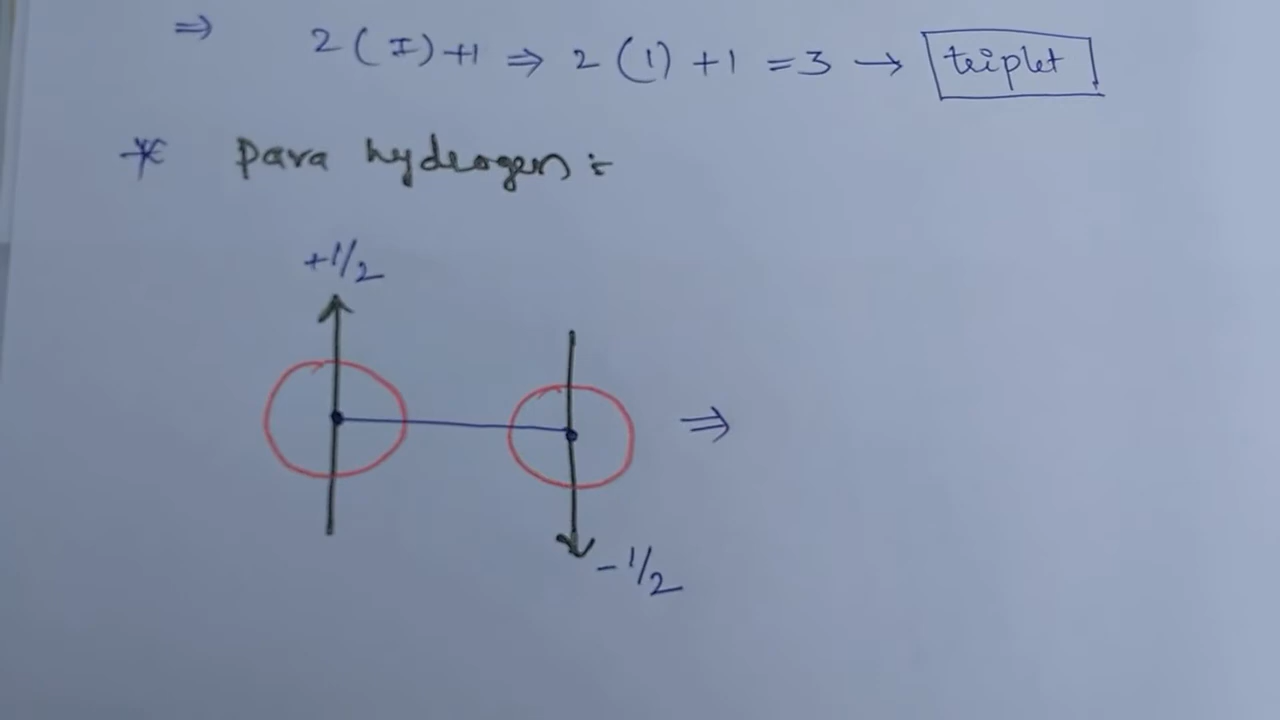 ⇒ 2 (I) +1 ⇒ 2 (1) +1 = 3 → triplet
* Para hydrogen :
+1/2
⇒
-1/2